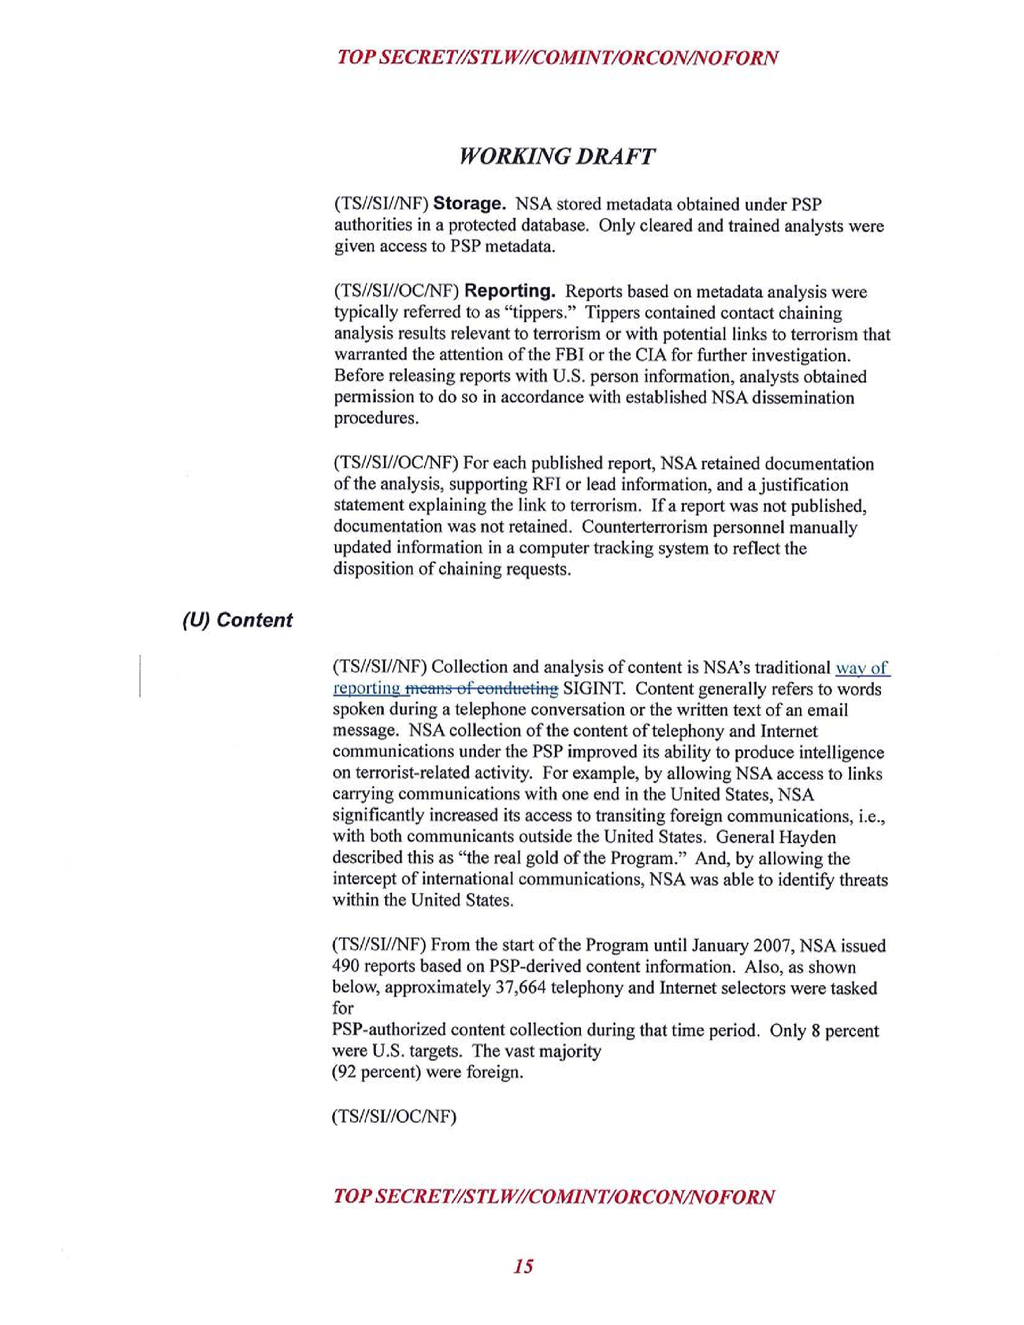 TOP SECRET//STLW//COMINT/ORCON/NOFORN
WORKING DRAFT
(TS//SI//NF) Storage. NSA stored metadata obtained under PSP
authorities in a protected database. Only cleared and trained analysts were
given access to PSP metadata.
(TS//SI//OC/NF) Reporting. Reports based on metadata analysis were
typically referred to as “tippers.” Tippers contained contact chaining
analysis results relevant to terrorism or with potential links to terrorism that
warranted the attention of the FBI or the CIA for further investigation.
Before releasing reports with U.S. person information, analysts obtained
permission to do so in accordance with established NSA dissemination
procedures.
(TS//SI//OC/NF) For each published report, NSA retained documentation
of the analysis, supporting RFI or lead information, and a justification
statement explaining the link to terrorism. If a report was not published,
documentation was not retained. Counterterrorism personnel manually
updated information in a computer tracking system to reflect the
disposition of chaining requests.
(U) Content
(TS//SI//NF) Collection and analysis of content is NSA’s traditional way of
reporting means of conducting SIGINT. Content generally refers to words
spoken during a telephone conversation or the written text of an email
message. NSA collection of the content of telephony and Internet
communications under the PSP improved its ability to produce intelligence
on terrorist-related activity. For example, by allowing NSA access to links
carrying communications with one end in the United States, NSA
significantly increased its access to transiting foreign communications, i.e.,
with both communicants outside the United States. General Hayden
described this as “the real gold of the Program.” And, by allowing the
intercept of international communications, NSA was able to identify threats
within the United States.
(TS//SI//NF) From the start of the Program until January 2007, NSA issued
490 reports based on PSP-derived content information. Also, as shown
below, approximately 37,664 telephony and Internet selectors were tasked
for
PSP-authorized content collection during that time period. Only 8 percent
were U.S. targets. The vast majority
(92 percent) were foreign.
(TS//SI//OC/NF)
TOP SECRET//STLW//COMINT/ORCON/NOFORN
15